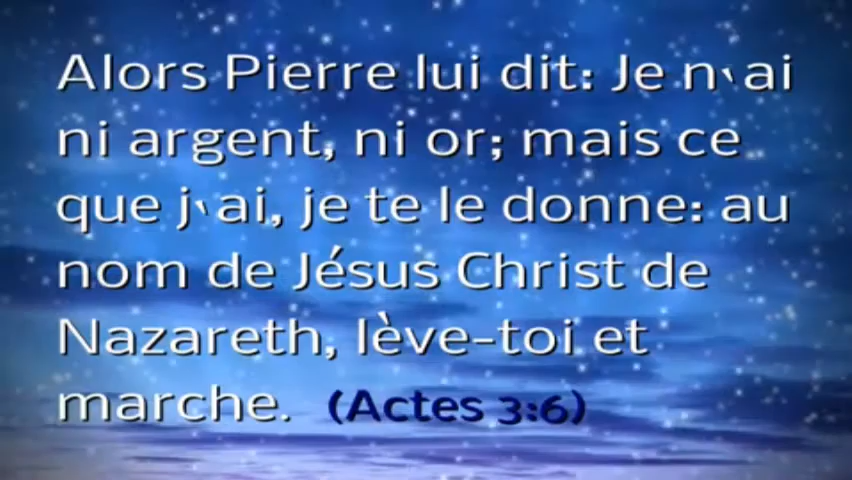 Alors Pierre lui dit: Je n`ai
ni argent, ni or; mais ce
que j`ai, je te le donne: au
nom de Jésus Christ de
Nazareth, lève-toi et
marche. (Actes 3:6)